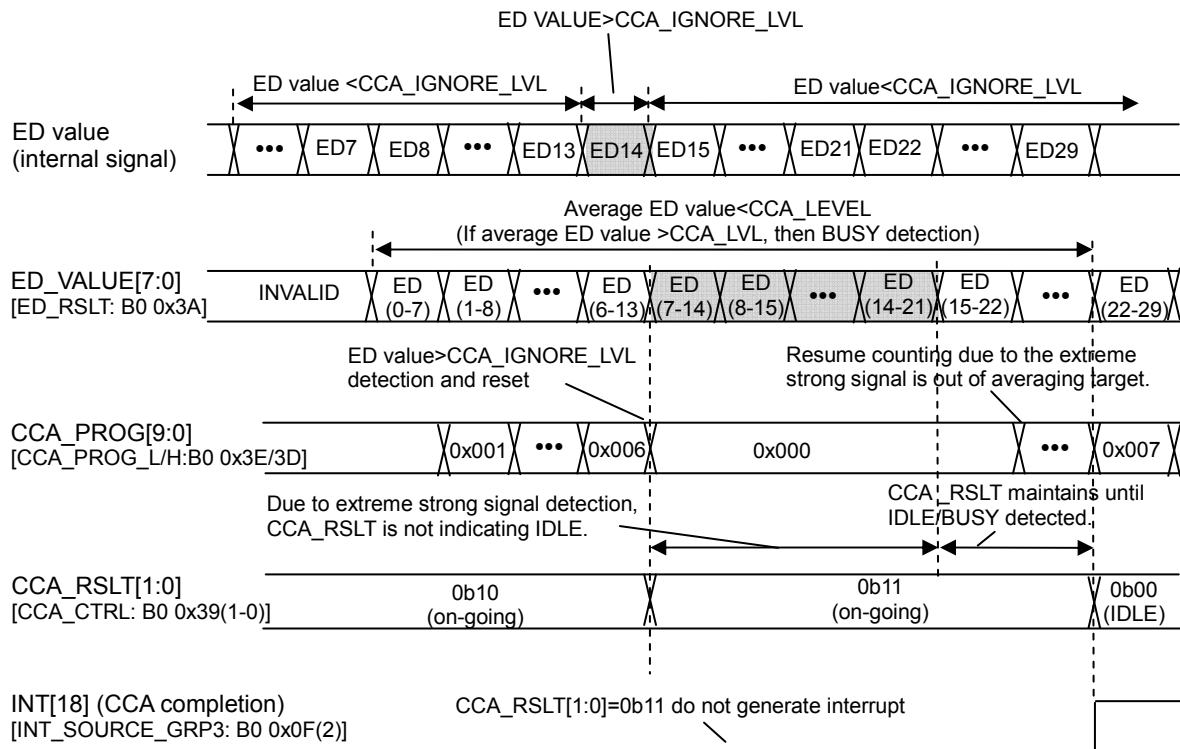 ED VALUE>CCA_IGNORE_LVL
ED value <CCA_IGNORE_LVL
ED value<CCA_IGNORE_LVL
ED value
(internal signal)
••• ED7 ED8 ••• ED13 ED14 ED15 ••• ED21 ED22 ••• ED29
Average ED value<CCA_LEVEL
(If average ED value >CCA_LVL, then BUSY detection)
ED_VALUE[7:0]
[ED_RSLT: B0 0x3A]
INVALID
ED
(0-7)
ED
(1-8)
•••
ED
(6-13)
ED
(7-14)
ED
(8-15)
•••
ED
(14-21)
ED
(15-22)
•••
ED
(22-29)
ED value>CCA_IGNORE_LVL
detection and reset
Resume counting due to the extreme
strong signal is out of averaging target.
CCA_PROG[9:0]
[CCA_PROG_L/H:B0 0x3E/3D]
0x001 ••• 0x006 0x000 ••• 0x007
Due to extreme strong signal detection,
CCA_RSLT is not indicating IDLE.
CCA_RSLT maintains until
IDLE/BUSY detected.
CCA_RSLT[1:0]
[CCA_CTRL: B0 0x39(1-0)]
0b10
(on-going)
0b11
(on-going)
0b00
(IDLE)
INT[18] (CCA completion)
[INT_SOURCE_GRP3: B0 0x0F(2)]
CCA_RSLT[1:0]=0b11 do not generate interrupt